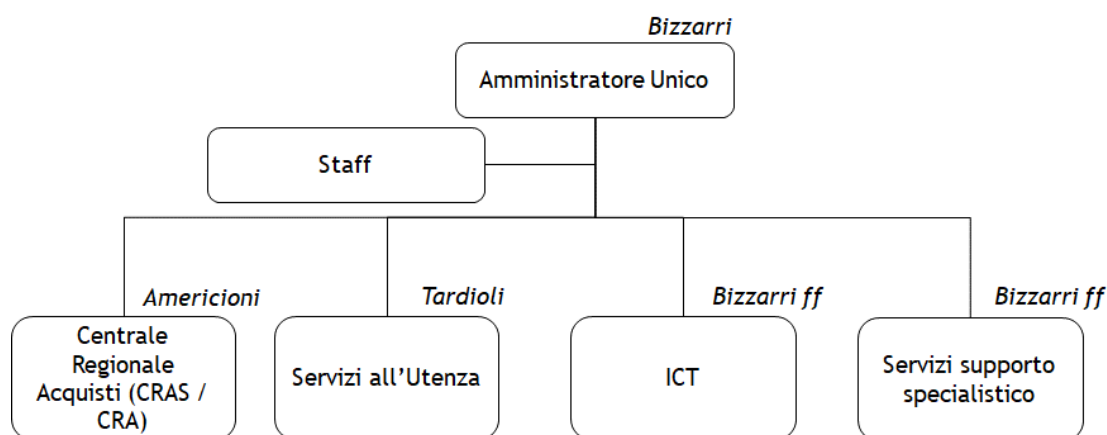 Bizzarri
Amministratore Unico
Staff
Americioni
Tardioli
Bizzarri ff
Bizzarri ff
Centrale
Regionale
Acquisti (CRAS /
CRA)
Servizi all'Utenza
ICT
Servizi supporto
specialistico